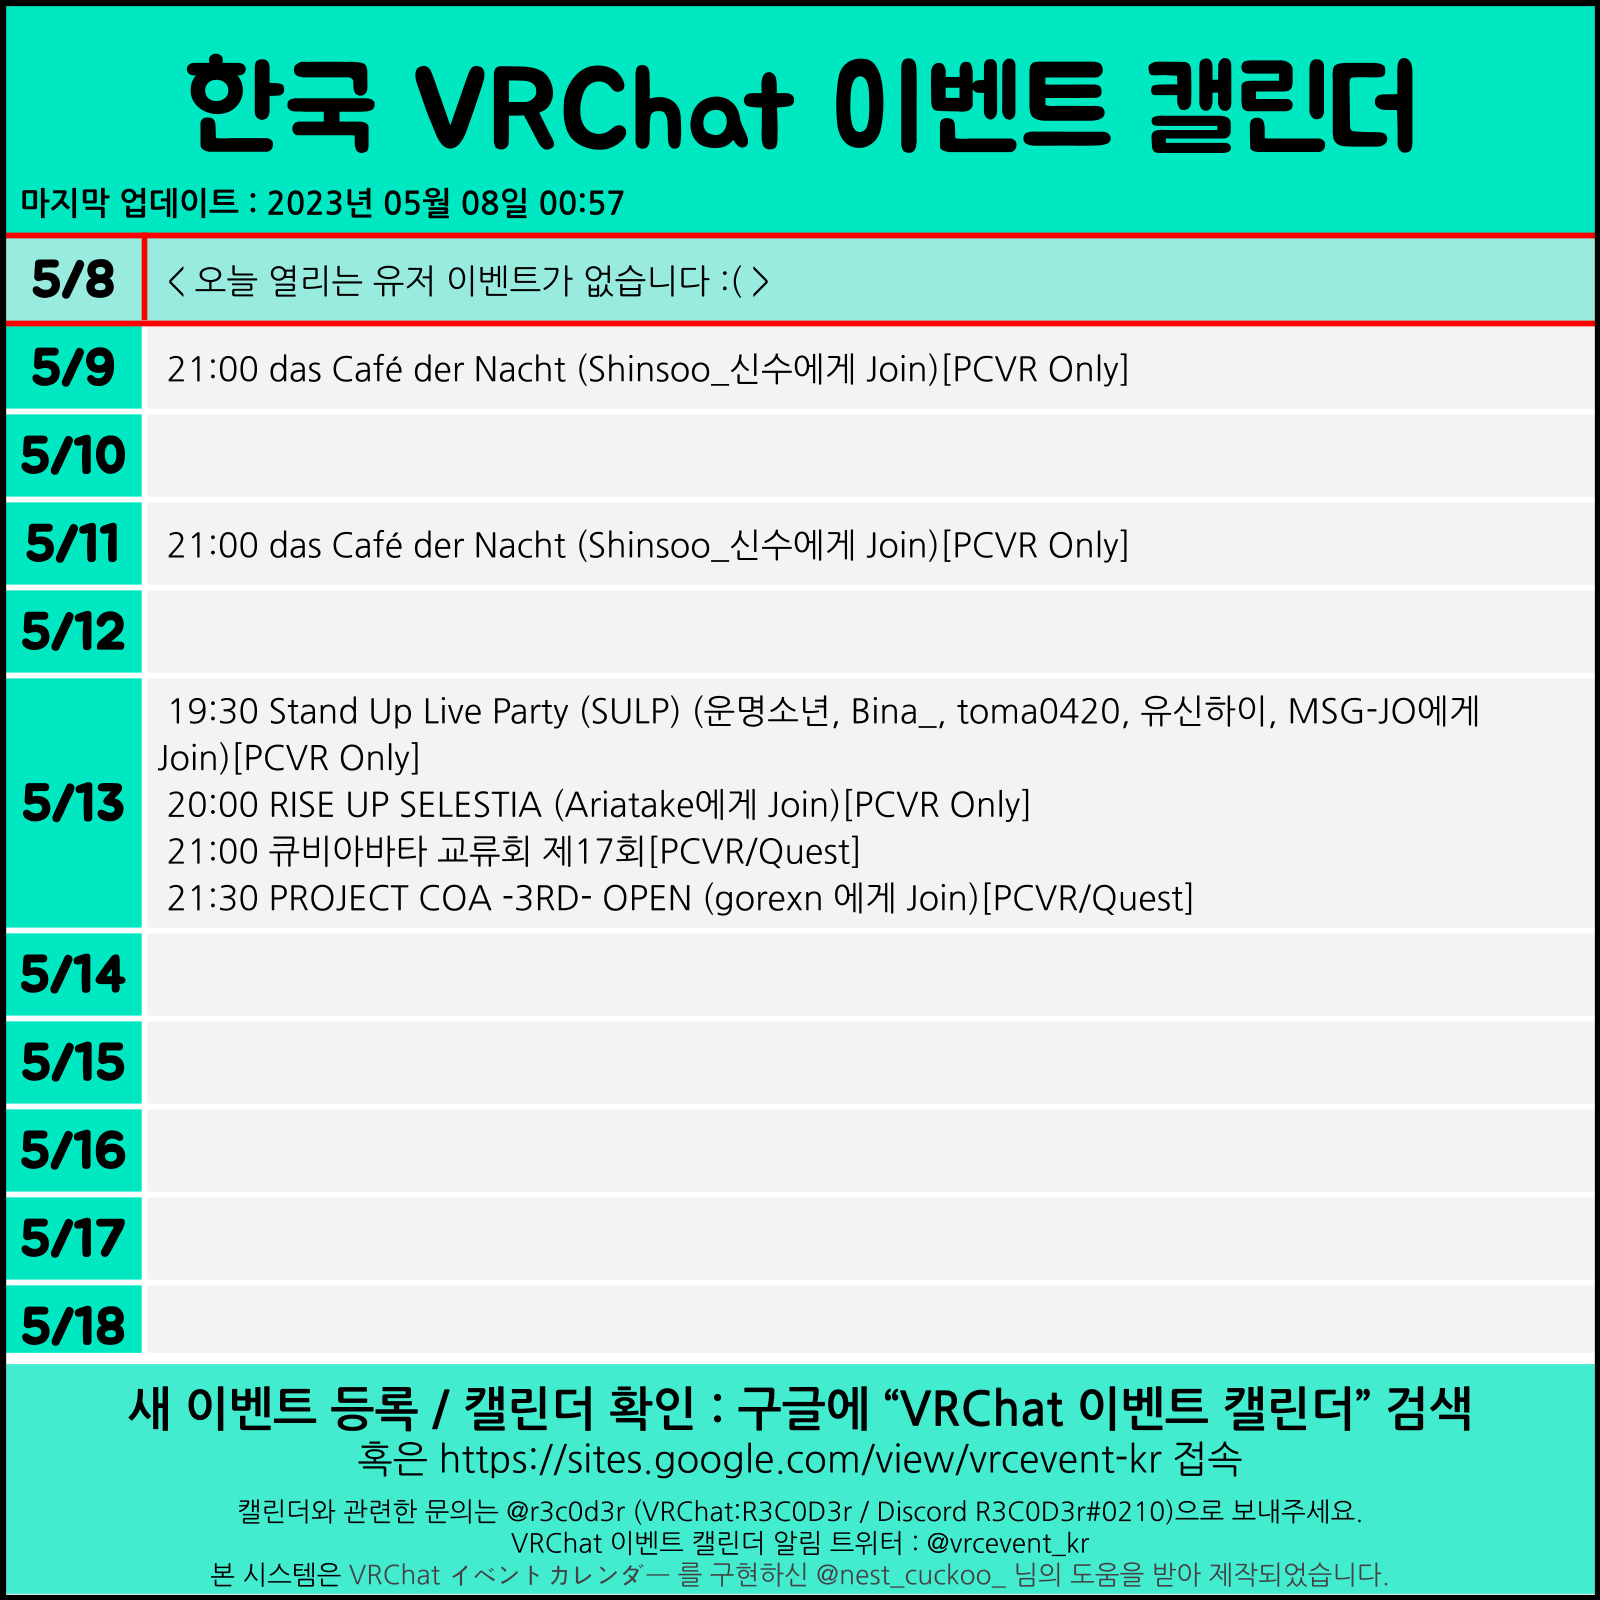 한국 VRChat 이벤트 캘린더
마지막 업데이트 : 2023년 05월 08일 00:57
5/8
< 오늘 열리는 유저 이벤트가 없습니다 :( >
5/9
21:00 das Café der Nacht (Shinsoo_신수에게 Join)[PCVR Only]
5/10
5/11
21:00 das Café der Nacht (Shinsoo_신수에게 Join)[PCVR Only]
5/12
5/13
19:30 Stand Up Live Party (SULP) (운명소년, Bina_, toma0420, 유신하이, MSG-JO에게
Join)[PCVR Only]
20:00 RISE UP SELESTIA (Ariatake에게 Join)[PCVR Only]
21:00 큐비아바타 교류회 제17회[PCVR/Quest]
21:30 PROJECT COA -3RD- OPEN (gorexn 에게 Join)[PCVR/Quest]
5/14
5/15
5/16
5/17
5/18
새 이벤트 등록 / 캘린더 확인 : 구글에 “VRChat 이벤트 캘린더” 검색
혹은 https://sites.google.com/view/vrcevent-kr 접속
캘린더와 관련한 문의는 @r3c0d3r (VRChat:R3C0D3r / Discord R3C0D3r#0210)으로 보내주세요.
VRChat 이벤트 캘린더 알림 트위터 : @vrcevent_kr
본 시스템은 VRChat イベントカレンダー 를 구현하신 @nest_cuckoo_ 님의 도움을 받아 제작되었습니다.